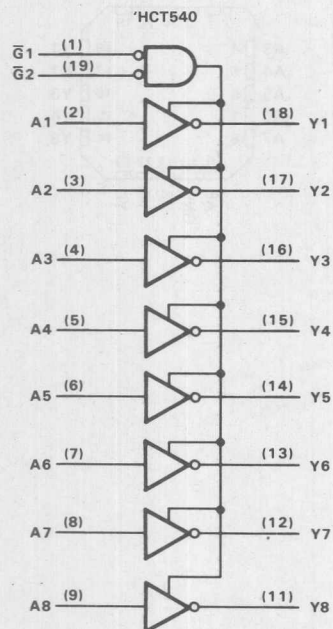 'HCT540
G̅1 (1)
G̅2 (19)
A1 (2) (18) Y1
A2 (3) (17) Y2
A3 (4) (16) Y3
A4 (5) (15) Y4
A5 (6) (14) Y5
A6 (7) (13) Y6
A7 (8) (12) Y7
A8 (9) (11) Y8